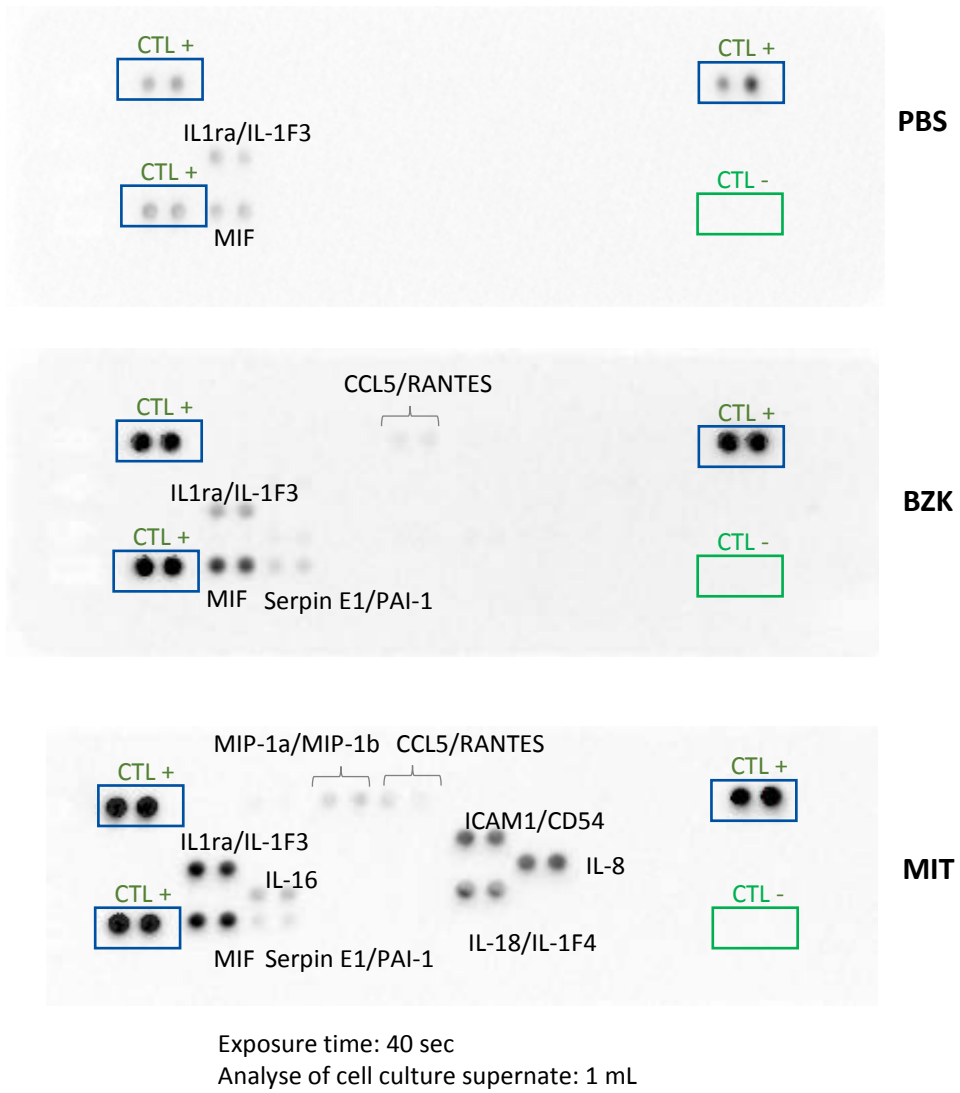 CTL +
CTL +
PBS
IL1ra/IL-1F3
CTL +
CTL -
MIF
CCL5/RANTES
CTL +
CTL +
IL1ra/IL-1F3
BZK
CTL +
CTL -
MIF Serpin E1/PAI-1
MIP-1a/MIP-1b CCL5/RANTES
CTL +
CTL +
ICAM1/CD54
IL1ra/IL-1F3
IL-8
MIT
IL-16
CTL +
CTL -
IL-18/IL-1F4
MIF Serpin E1/PAI-1
Exposure time: 40 sec
Analyse of cell culture supernate: 1 mL